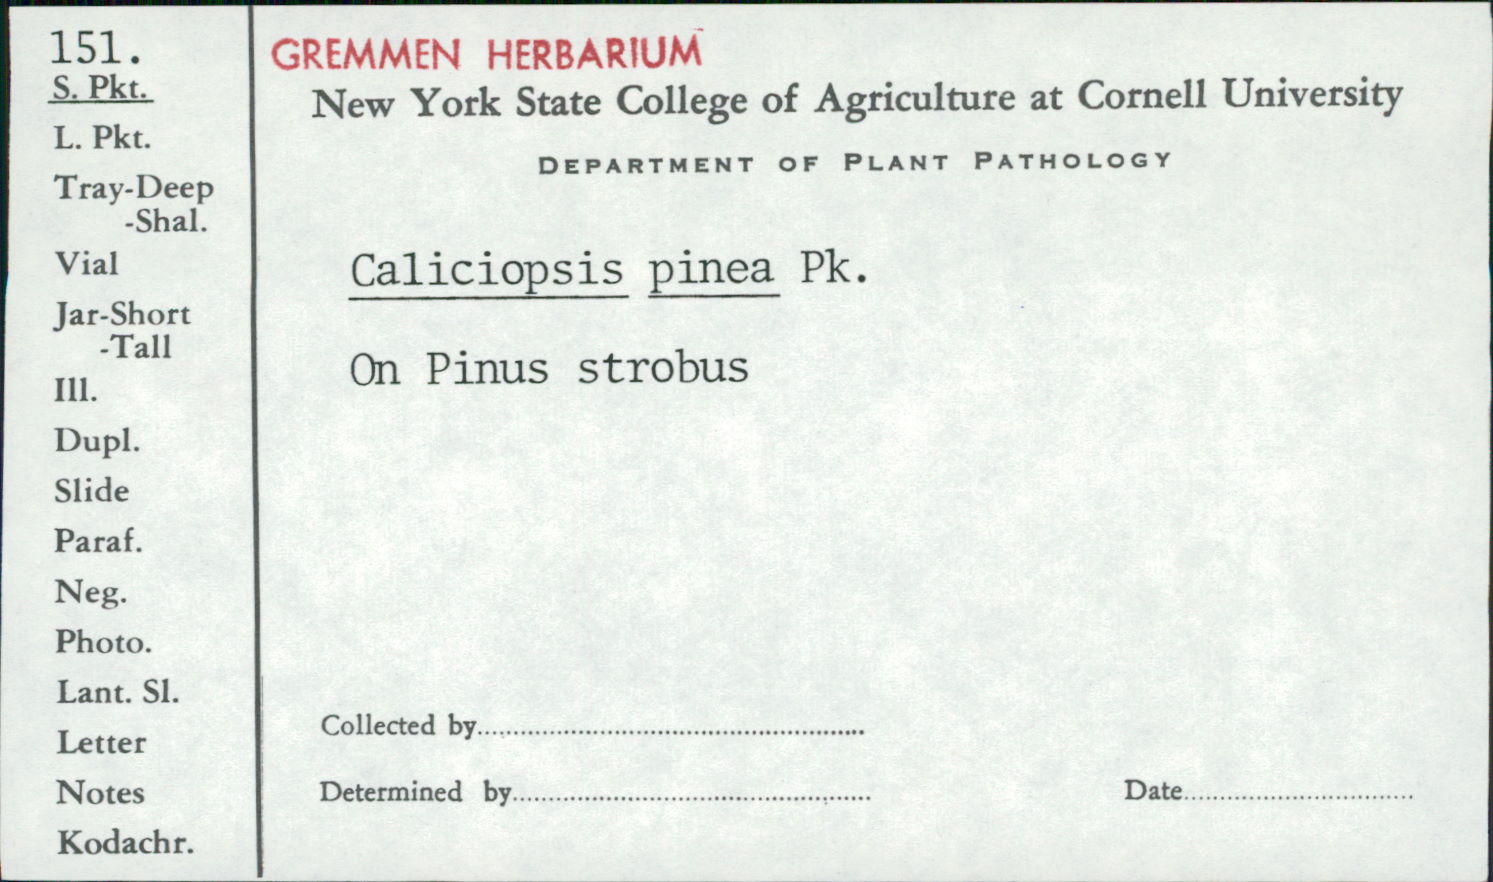 151.
S. Pkt.
L. Pkt.
Tray-Deep
-Shal.
Vial
Jar-Short
-Tall
Ill.
Dupl.
Slide
Paraf.
Neg.
Photo.
Lant. Sl.
Letter
Notes
Kodachr.
GREMMEN HERBARIUM
New York State College of Agriculture at Cornell University
DEPARTMENT OF PLANT PATHOLOGY
Caliciopsis pinea Pk.
On Pinus strobus
Collected by
Determined by
Date